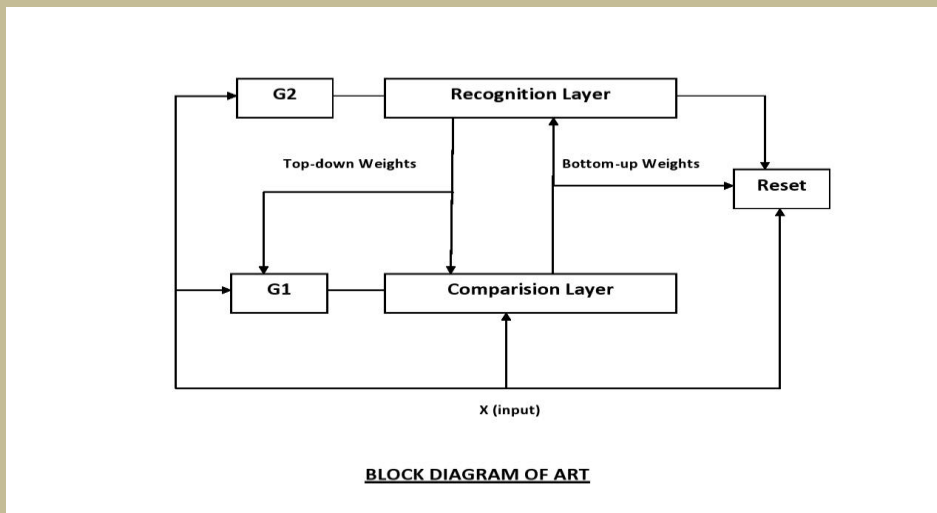 G2
Recognition Layer
Top-down Weights
Bottom-up Weights
Reset
G1
Comparision Layer
X (input)
BLOCK DIAGRAM OF ART